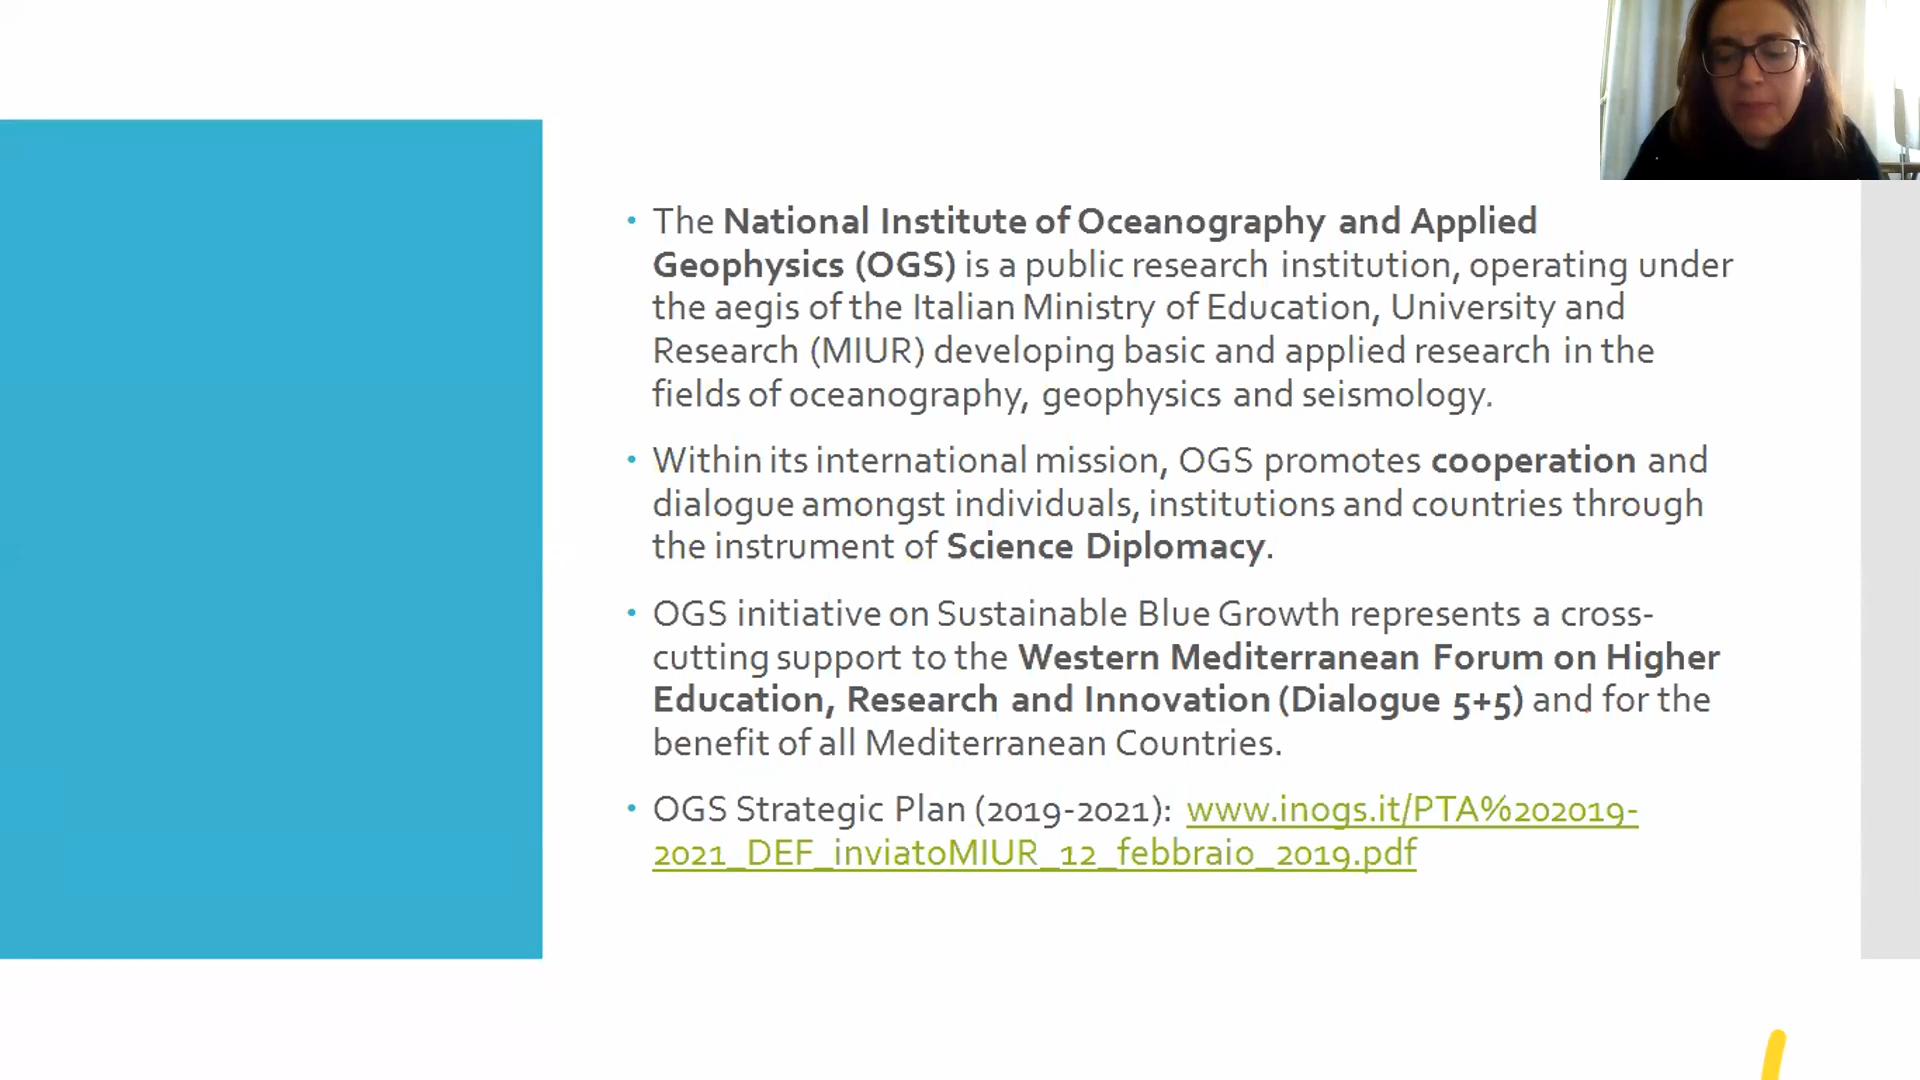 The National Institute of Oceanography and Applied
Geophysics (OGS) is a public research institution, operating under
the aegis of the Italian Ministry of Education, University and
Research (MIUR) developing basic and applied research in the
fields of oceanography, geophysics and seismology.
Within its international mission, OGS promotes cooperation and
dialogue amongst individuals, institutions and countries through
the instrument of Science Diplomacy.
OGS initiative on Sustainable Blue Growth represents a cross-
cutting support to the Western Mediterranean Forum on Higher
Education, Research and Innovation (Dialogue 5+5) and for the
benefit of all Mediterranean Countries.
OGS Strategic Plan (2019-2021): www.inogs.it/PTA%202019-
2021_DEF_inviatoMIUR_12_febbraio_2019.pdf